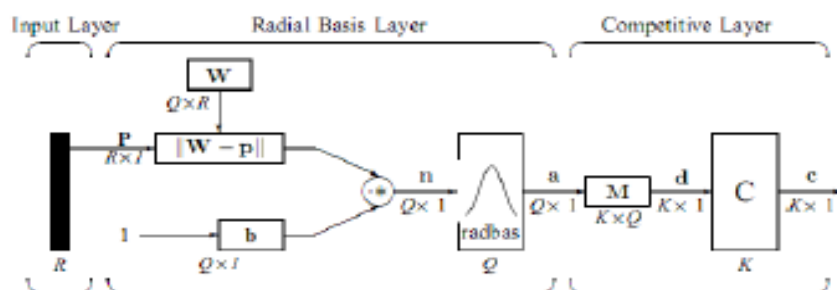 Input Layer Radial Basis Layer Competitive Layer
W
Q×R
P n a d c
R×1 ‖W − p‖ Q×1 Q×1 M K×1 C K×1
K×Q
1 b radbas
Q×1
R Q K